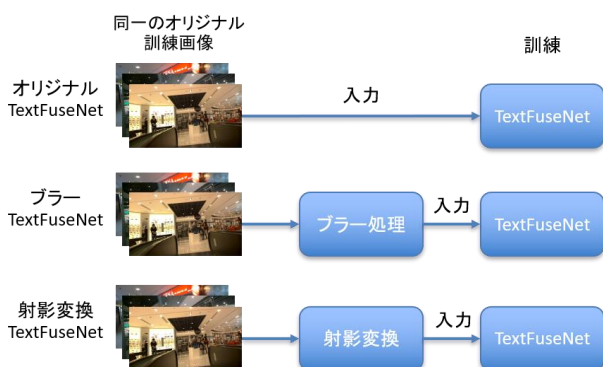 同一のオリジナル
訓練画像
訓練
オリジナル
TextFuseNet
入力
TextFuseNet
ブラー
TextFuseNet
ブラー処理
入力
TextFuseNet
射影変換
TextFuseNet
射影変換
入力
TextFuseNet